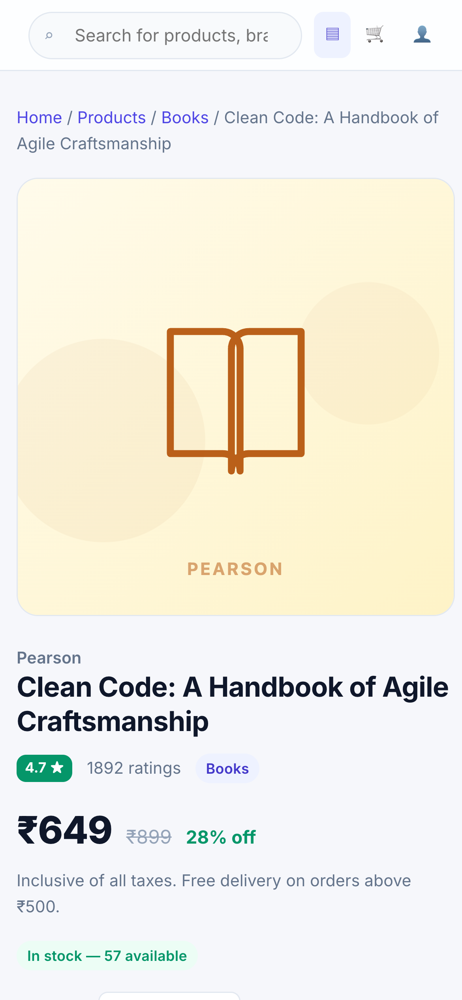 Search for products, bra
Home / Products / Books / Clean Code: A Handbook of
Agile Craftsmanship
PEARSON
Pearson
Clean Code: A Handbook of Agile
Craftsmanship
4.7 ★ 1892 ratings Books
₹649 ₹899 28% off
Inclusive of all taxes. Free delivery on orders above
₹500.
In stock — 57 available